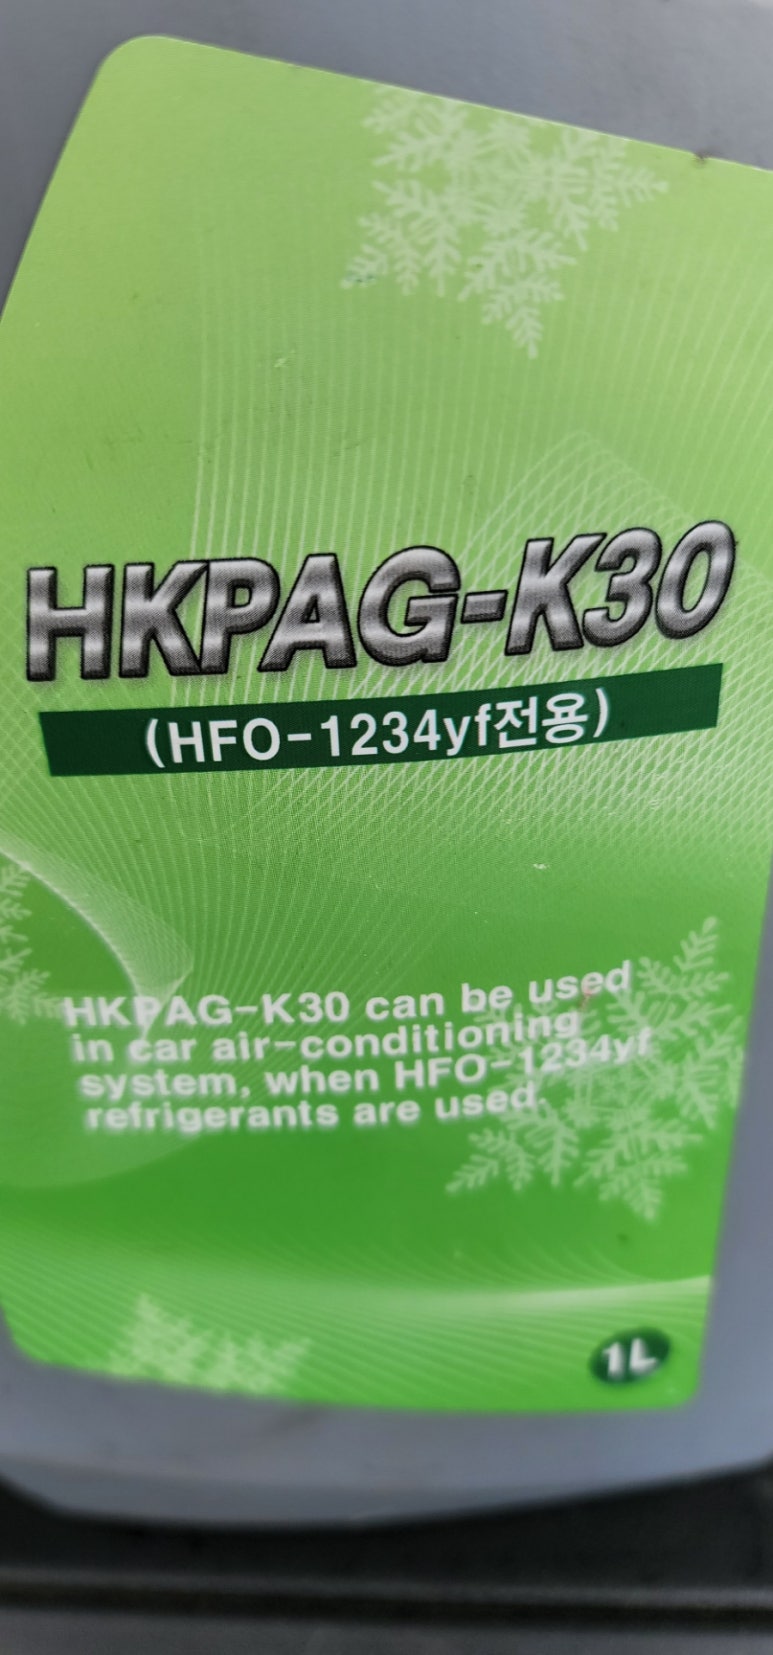 HKPAG-K30
(HFO-1234yf전용)
HKPAG-K30 can be used
in car air-conditioning
system, when HFO-1234yf
refrigerants are used.
1L